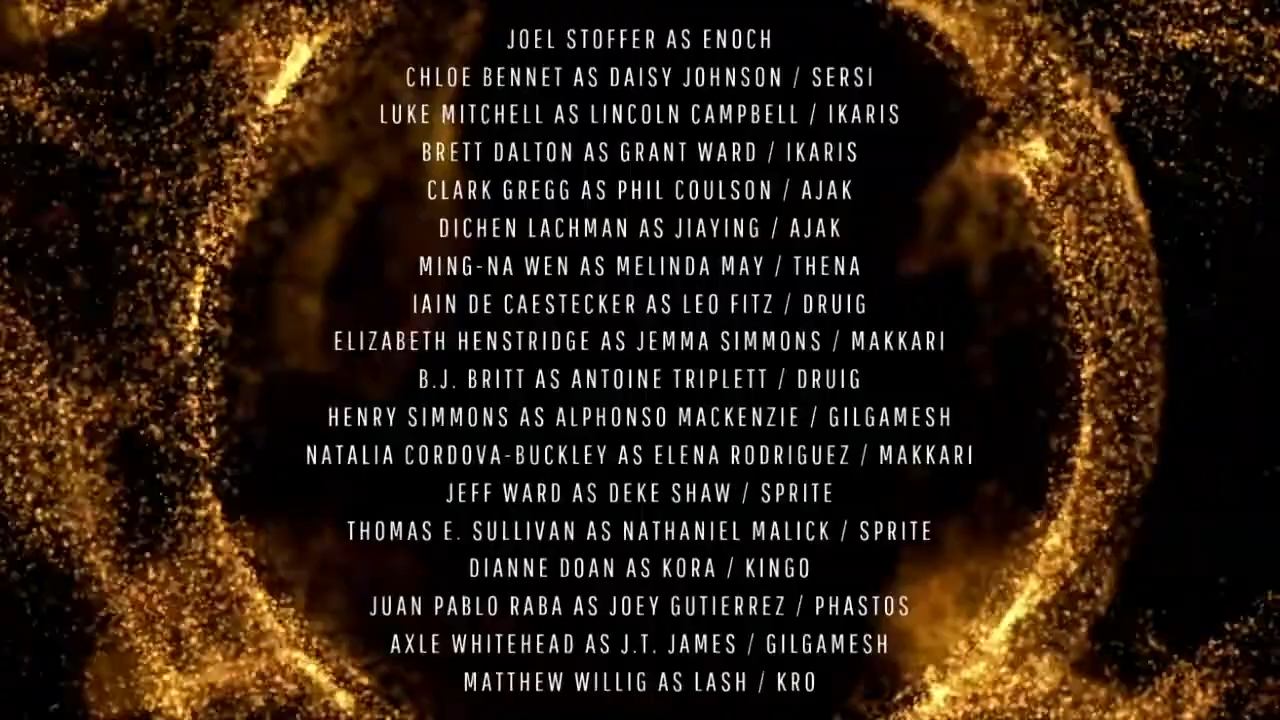 JOEL STOFFER AS ENOCH
CHLOE BENNET AS DAISY JOHNSON / SERSI
LUKE MITCHELL AS LINCOLN CAMPBELL / IKARIS
BRETT DALTON AS GRANT WARD / IKARIS
CLARK GREGG AS PHIL COULSON / AJAK
DICHEN LACHMAN AS JIAYING / AJAK
MING-NA WEN AS MELINDA MAY / THENA
IAIN DE CAESTECKER AS LEO FITZ / DRUIG
ELIZABETH HENSTRIDGE AS JEMMA SIMMONS / MAKKARI
B.J. BRITT AS ANTOINE TRIPLETT / DRUIG
HENRY SIMMONS AS ALPHONSO MACKENZIE / GILGAMESH
NATALIA CORDOVA-BUCKLEY AS ELENA RODRIGUEZ / MAKKARI
JEFF WARD AS DEKE SHAW / SPRITE
THOMAS E. SULLIVAN AS NATHANIEL MALICK / SPRITE
DIANNE DOAN AS KORA / KINGO
JUAN PABLO RABA AS JOEY GUTIERREZ / PHASTOS
AXLE WHITEHEAD AS J.T. JAMES / GILGAMESH
MATTHEW WILLIG AS LASH / KRO